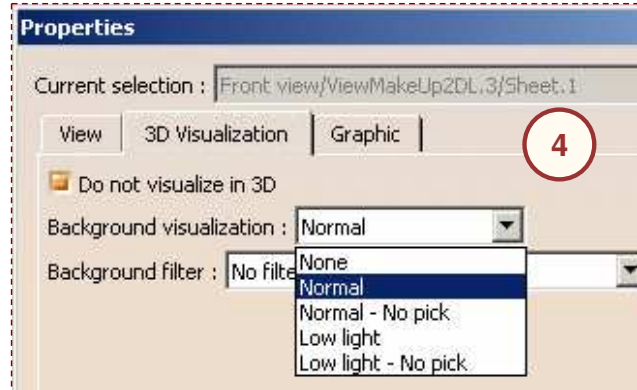 Properties
Current selection : Front view/ViewMakeUp2DL.3/Sheet.1
View 3D Visualization Graphic
4
Do not visualize in 3D
Background visualization : Normal
Background filter : No filte
None
Normal
Normal - No pick
Low light
Low light - No pick